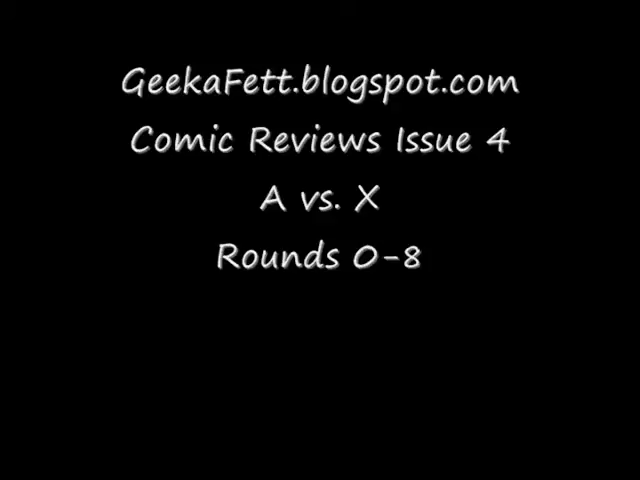 GeekaFett.blogspot.com
Comic Reviews Issue 4
A vs. X
Rounds 0-8